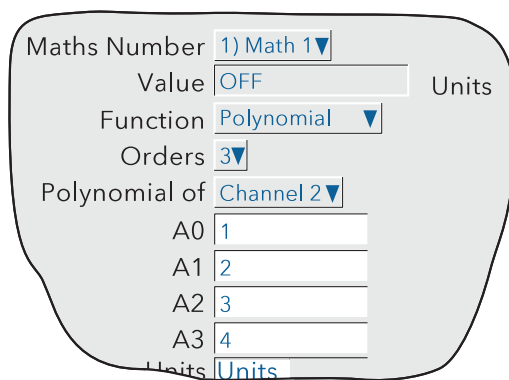 Maths Number 1) Math 1▼
Value OFF Units
Function Polynomial ▼
Orders 3▼
Polynomial of Channel 2▼
A0 1
A1 2
A2 3
A3 4
Units Units